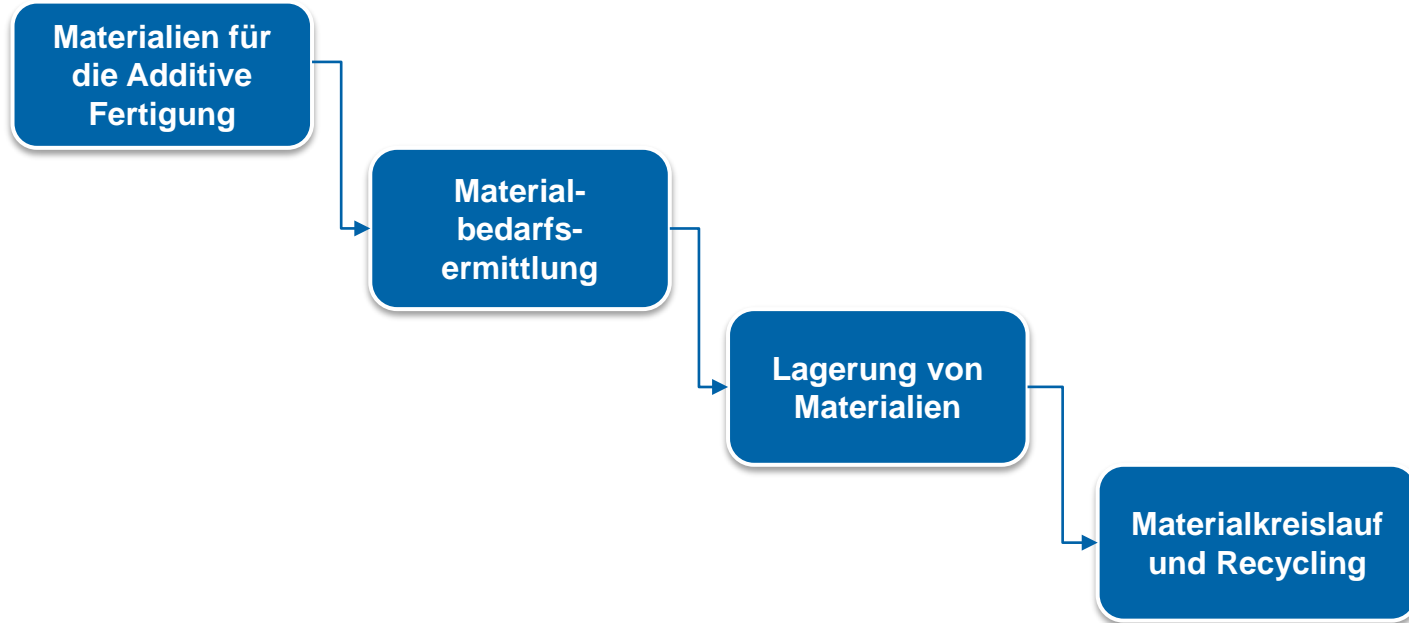 Materialien für
die Additive
Fertigung
Material-
bedarfs-
ermittlung
Lagerung von
Materialien
Materialkreislauf
und Recycling